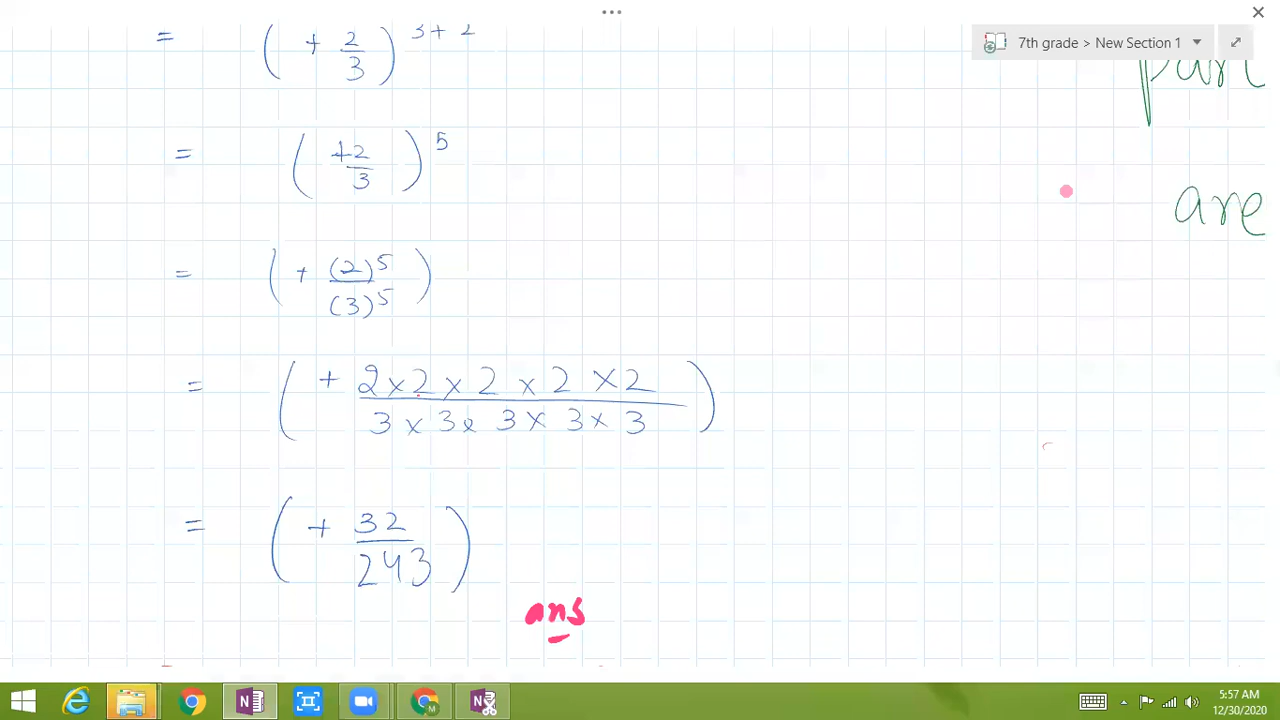 7th grade > New Section 1
= ( + 2/3 )^3+2
= ( +2/3 )^5
= ( + (2)^5/(3)^5 )
are
= ( + 2 × 2 × 2 × 2 × 2 / 3 × 3 × 3 × 3 × 3 )
= ( + 32/243 )
ans
5:57 AM
12/30/2020